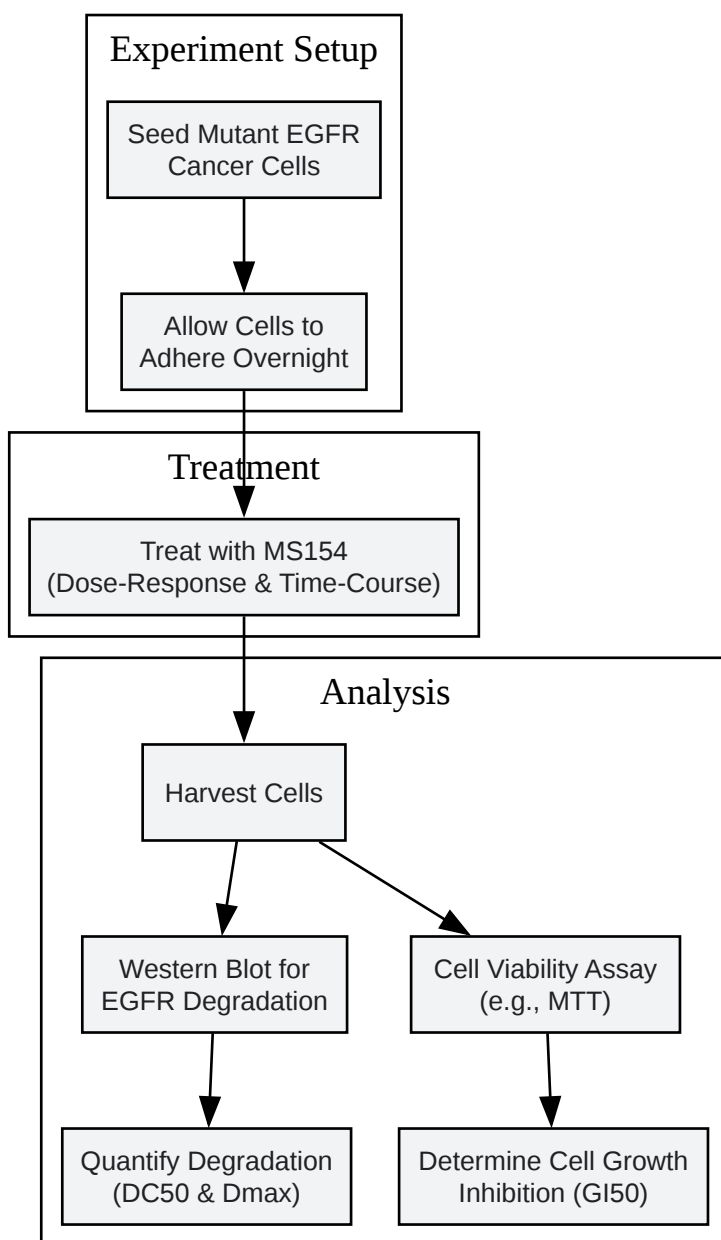 Experiment Setup
Seed Mutant EGFR
Cancer Cells
Allow Cells to
Adhere Overnight
Treatment
Treat with MS154
(Dose-Response & Time-Course)
Analysis
Harvest Cells
Western Blot for
EGFR Degradation
Cell Viability Assay
(e.g., MTT)
Quantify Degradation
(DC50 & Dmax)
Determine Cell Growth
Inhibition (GI50)